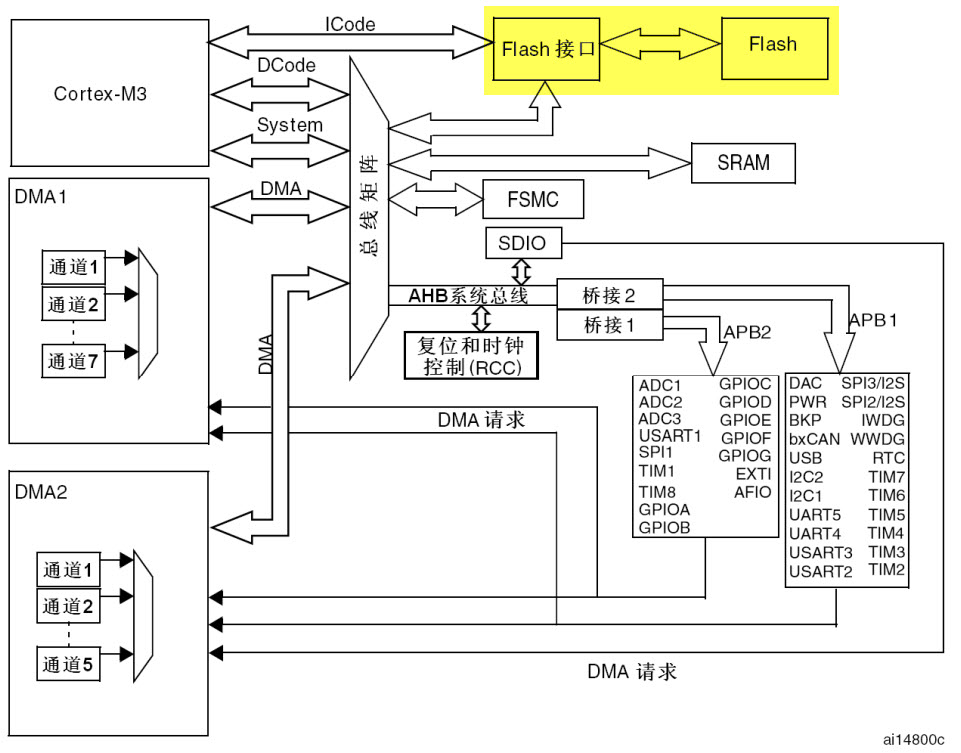 ICode
Flash 接口
Flash
Cortex-M3
DCode
System
DMA
总线矩阵
SRAM
FSMC
SDIO
DMA1
通道1
通道2
通道7
AHB系统总线
桥接2
桥接1
复位和时钟
控制(RCC)
APB2
APB1
DMA
DMA 请求
ADC1 GPIOC
ADC2 GPIOD
ADC3 GPIOE
USART1 GPIOF
SPI1 GPIOG
TIM1 EXTI
TIM8 AFIO
GPIOA
GPIOB
DAC SPI3/I2S
PWR SPI2/I2S
BKP IWDG
bxCAN WWDG
USB RTC
I2C2 TIM7
I2C1 TIM6
UART5 TIM5
UART4 TIM4
USART3 TIM3
USART2 TIM2
DMA2
通道1
通道2
通道5
DMA 请求
ai14800c